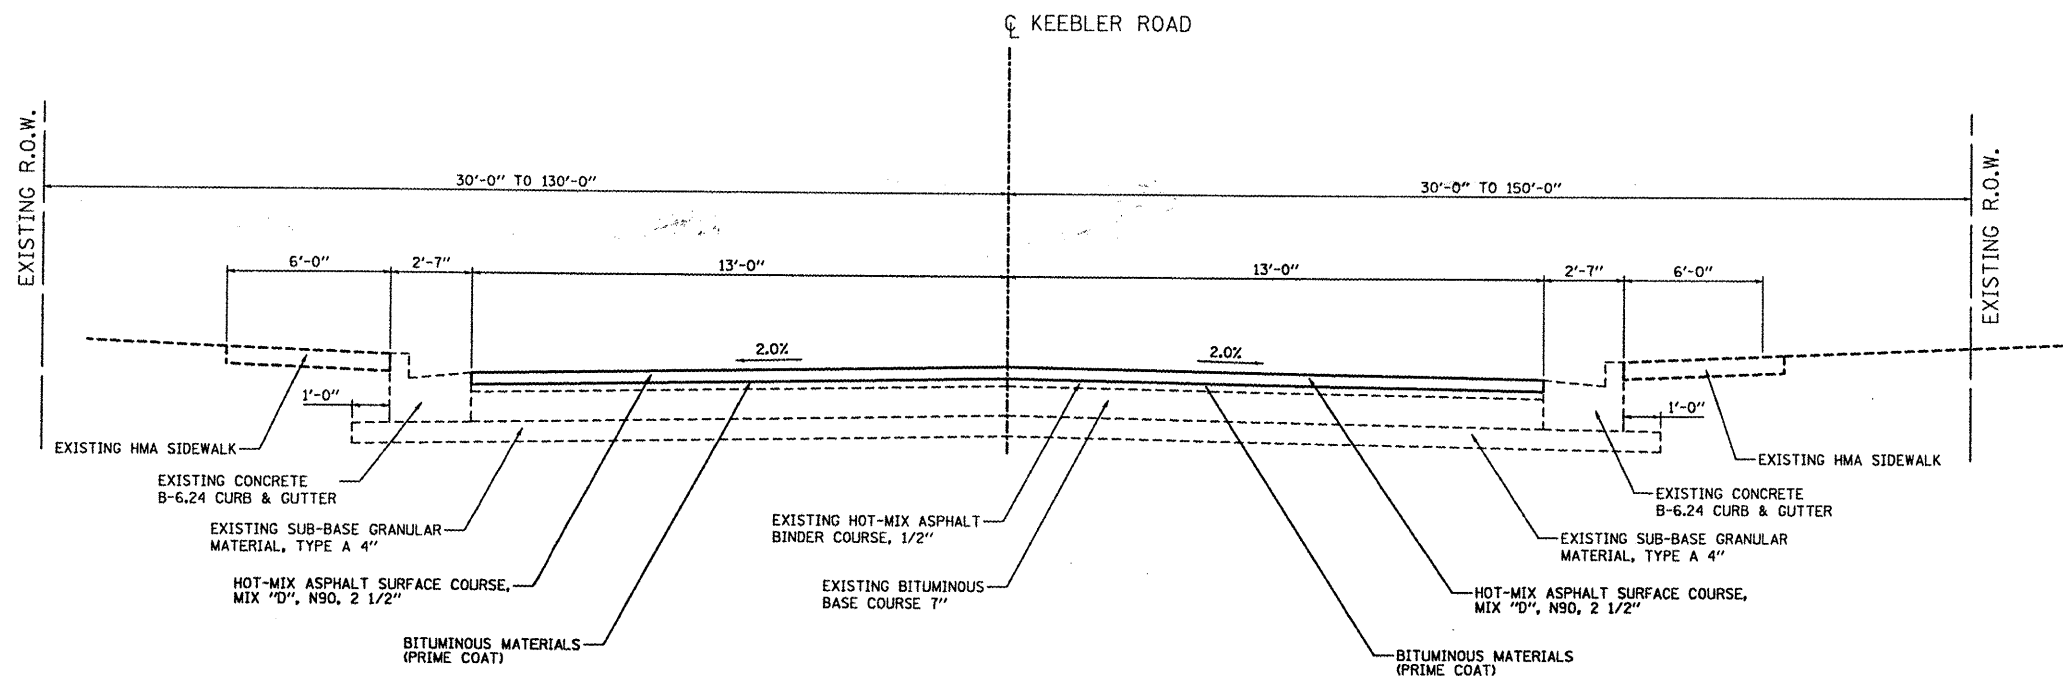 ℄ KEEBLER ROAD
EXISTING R.O.W.
EXISTING R.O.W.
30'-0" TO 130'-0"
30'-0" TO 150'-0"
6'-0"
2'-7"
13'-0"
13'-0"
2'-7"
6'-0"
2.0%
2.0%
1'-0"
1'-0"
EXISTING HMA SIDEWALK
EXISTING HMA SIDEWALK
EXISTING CONCRETE
B-6.24 CURB & GUTTER
EXISTING CONCRETE
B-6.24 CURB & GUTTER
EXISTING SUB-BASE GRANULAR
MATERIAL, TYPE A 4"
EXISTING HOT-MIX ASPHALT
BINDER COURSE, 1/2"
EXISTING SUB-BASE GRANULAR
MATERIAL, TYPE A 4"
HOT-MIX ASPHALT SURFACE COURSE,
MIX "D", N90, 2 1/2"
EXISTING BITUMINOUS
BASE COURSE 7"
HOT-MIX ASPHALT SURFACE COURSE,
MIX "D", N90, 2 1/2"
BITUMINOUS MATERIALS
(PRIME COAT)
BITUMINOUS MATERIALS
(PRIME COAT)